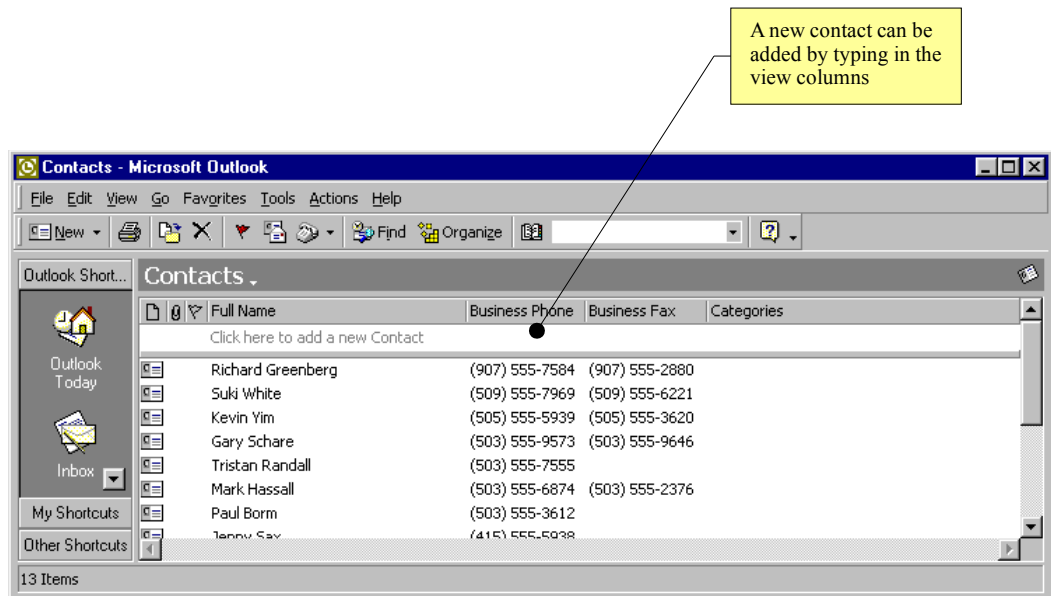 A new contact can be
added by typing in the
view columns
Contacts - Microsoft Outlook
File Edit View Go Favorites Tools Actions Help
New Find Organize
Outlook Short... Contacts
Full Name Business Phone Business Fax Categories
Click here to add a new Contact
Outlook
Today
Richard Greenberg (907) 555-7584 (907) 555-2880
Suki White (509) 555-7969 (509) 555-6221
Kevin Yim (505) 555-5939 (505) 555-3620
Gary Schare (503) 555-9573 (503) 555-9646
Inbox
Tristan Randall (503) 555-7555
Mark Hassall (503) 555-6874 (503) 555-2376
My Shortcuts
Paul Borm (503) 555-3612
Jenny Sax (415) 555-5938
Other Shortcuts
13 Items